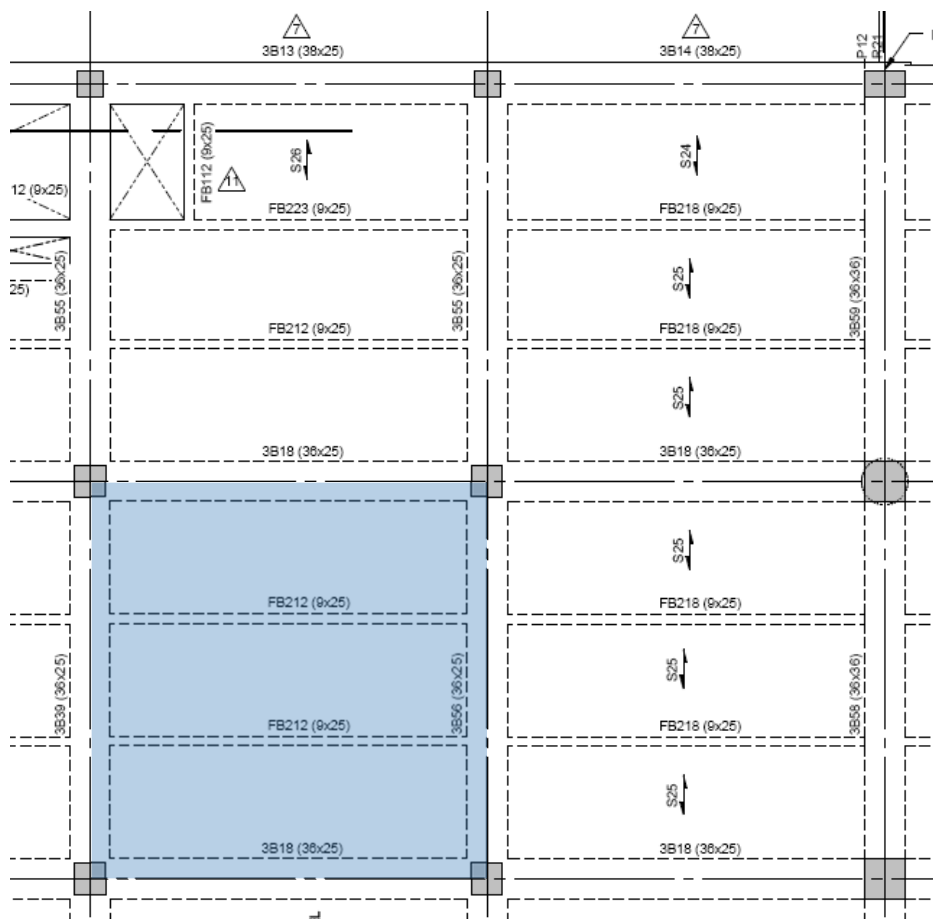 7
7
3B13 (38x25)
3B14 (38x25)
P12
R21
12 (9x25)
FB112 (9x25)
11
S26
S24
FB223 (9x25)
FB218 (9x25)
25)
3B55 (36x25)
3B55 (36x25)
S25
3B59 (36x36)
FB212 (9x25)
FB218 (9x25)
S25
3B18 (36x25)
3B18 (36x25)
S25
FB212 (9x25)
FB218 (9x25)
3B39 (36x25)
3B56 (36x25)
S25
3B58 (36x36)
FB212 (9x25)
FB218 (9x25)
S25
3B18 (36x25)
3B18 (36x25)